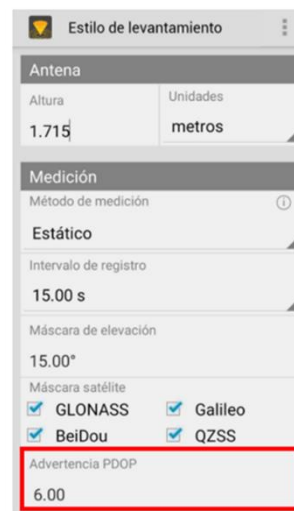 Estilo de levantamiento
Antena
Altura
Unidades
1.715
metros
Medición
Método de medición
Estático
Intervalo de registro
15.00 s
Máscara de elevación
15.00°
Máscara satélite
GLONASS
Galileo
BeiDou
QZSS
Advertencia PDOP
6.00